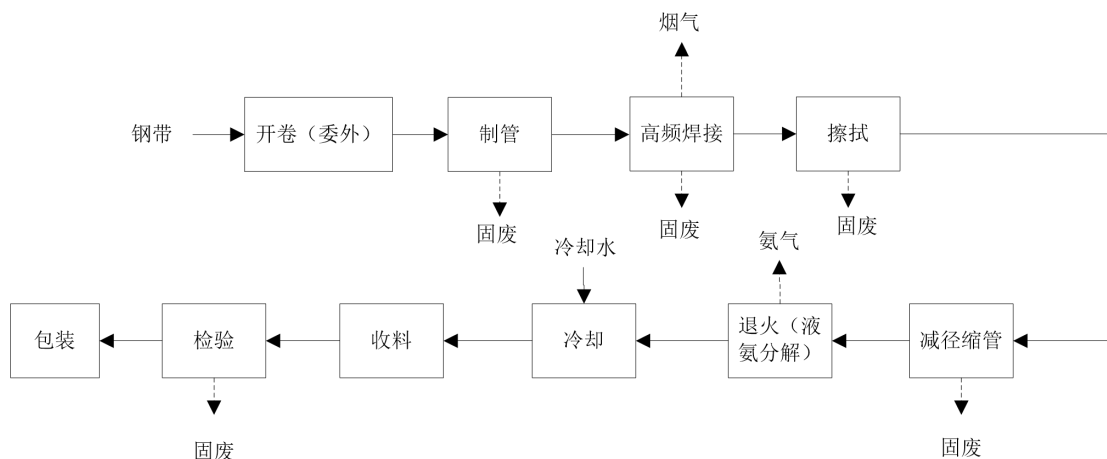 烟气
钢带
开卷（委外）
制管
高频焊接
擦拭
固废
固废
固废
冷却水
氨气
包装
检验
收料
冷却
退火（液
氨分解）
减径缩管
固废
固废